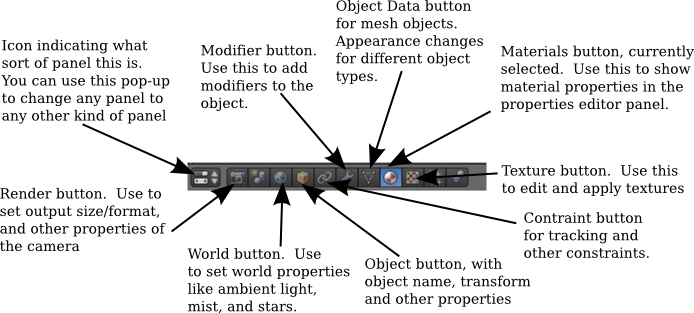 Icon indicating what
sort of panel this is.
You can use this pop-up
to change any panel to
any other kind of panel
Modifier button.
Use this to add
modifiers to the
object.
Object Data button
for mesh objects.
Appearance changes
for different object
types.
Materials button, currently
selected.  Use this to show
material properties in the
properties editor panel.
Render button.  Use to
set output size/format,
and other properties of
the camera
World button.  Use
to set world properties
like ambient light,
mist, and stars.
Object button, with
object name, transform
and other properties
Contraint button
for tracking and
other constraints.
Texture button.  Use this
to edit and apply textures